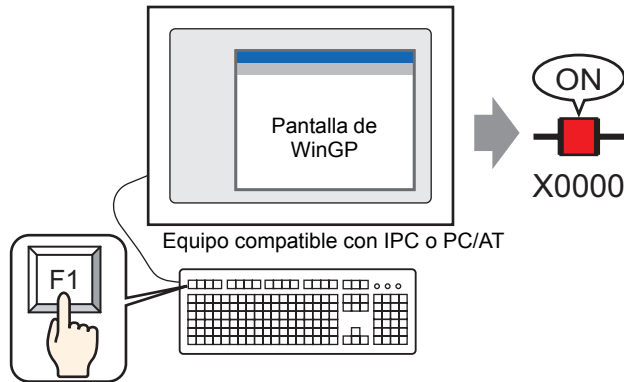 Pantalla de
WinGP
ON
X0000
Equipo compatible con IPC o PC/AT
F1